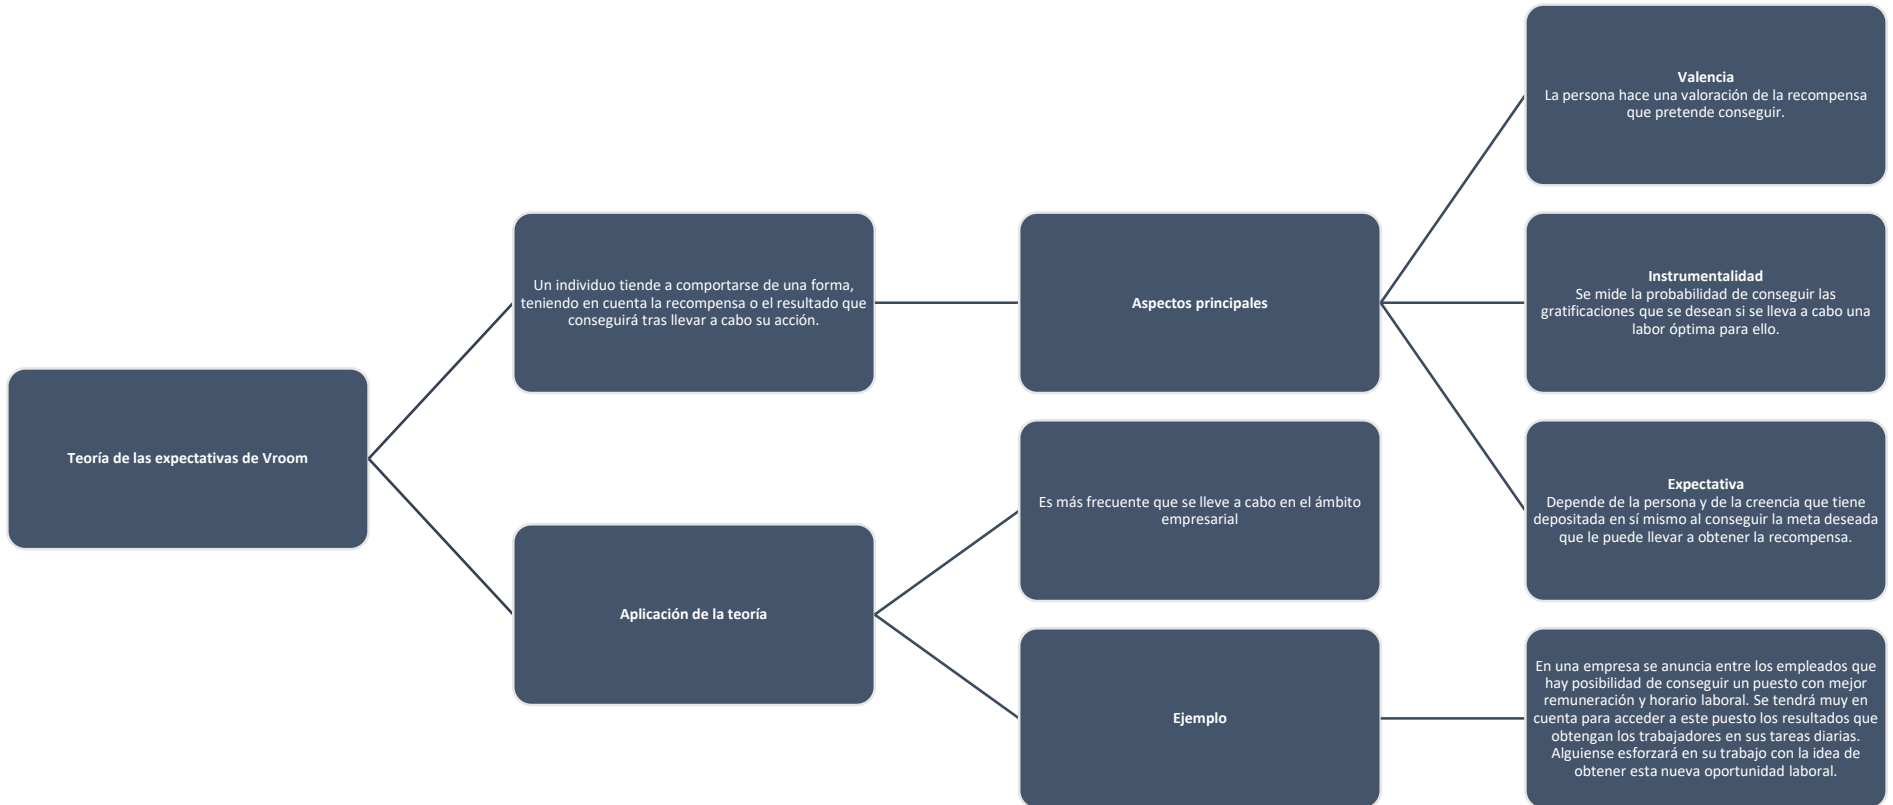 Teoría de las expectativas de Vroom
Un individuo tiende a comportarse de una forma,
teniendo en cuenta la recompensa o el resultado que
conseguirá tras llevar a cabo su acción.
Aspectos principales
Valencia
La persona hace una valoración de la recompensa
que pretende conseguir.
Instrumentalidad
Se mide la probabilidad de conseguir las
gratificaciones que se desean si se lleva a cabo una
labor óptima para ello.
Expectativa
Depende de la persona y de la creencia que tiene
depositada en sí mismo al conseguir la meta deseada
que le puede llevar a obtener la recompensa.
Aplicación de la teoría
Es más frecuente que se lleve a cabo en el ámbito
empresarial
Ejemplo
En una empresa se anuncia entre los empleados que
hay posibilidad de conseguir un puesto con mejor
remuneración y horario laboral. Se tendrá muy en
cuenta para acceder a este puesto los resultados que
obtengan los trabajadores en sus tareas diarias.
Alguiense esforzará en su trabajo con la idea de
obtener esta nueva oportunidad laboral.